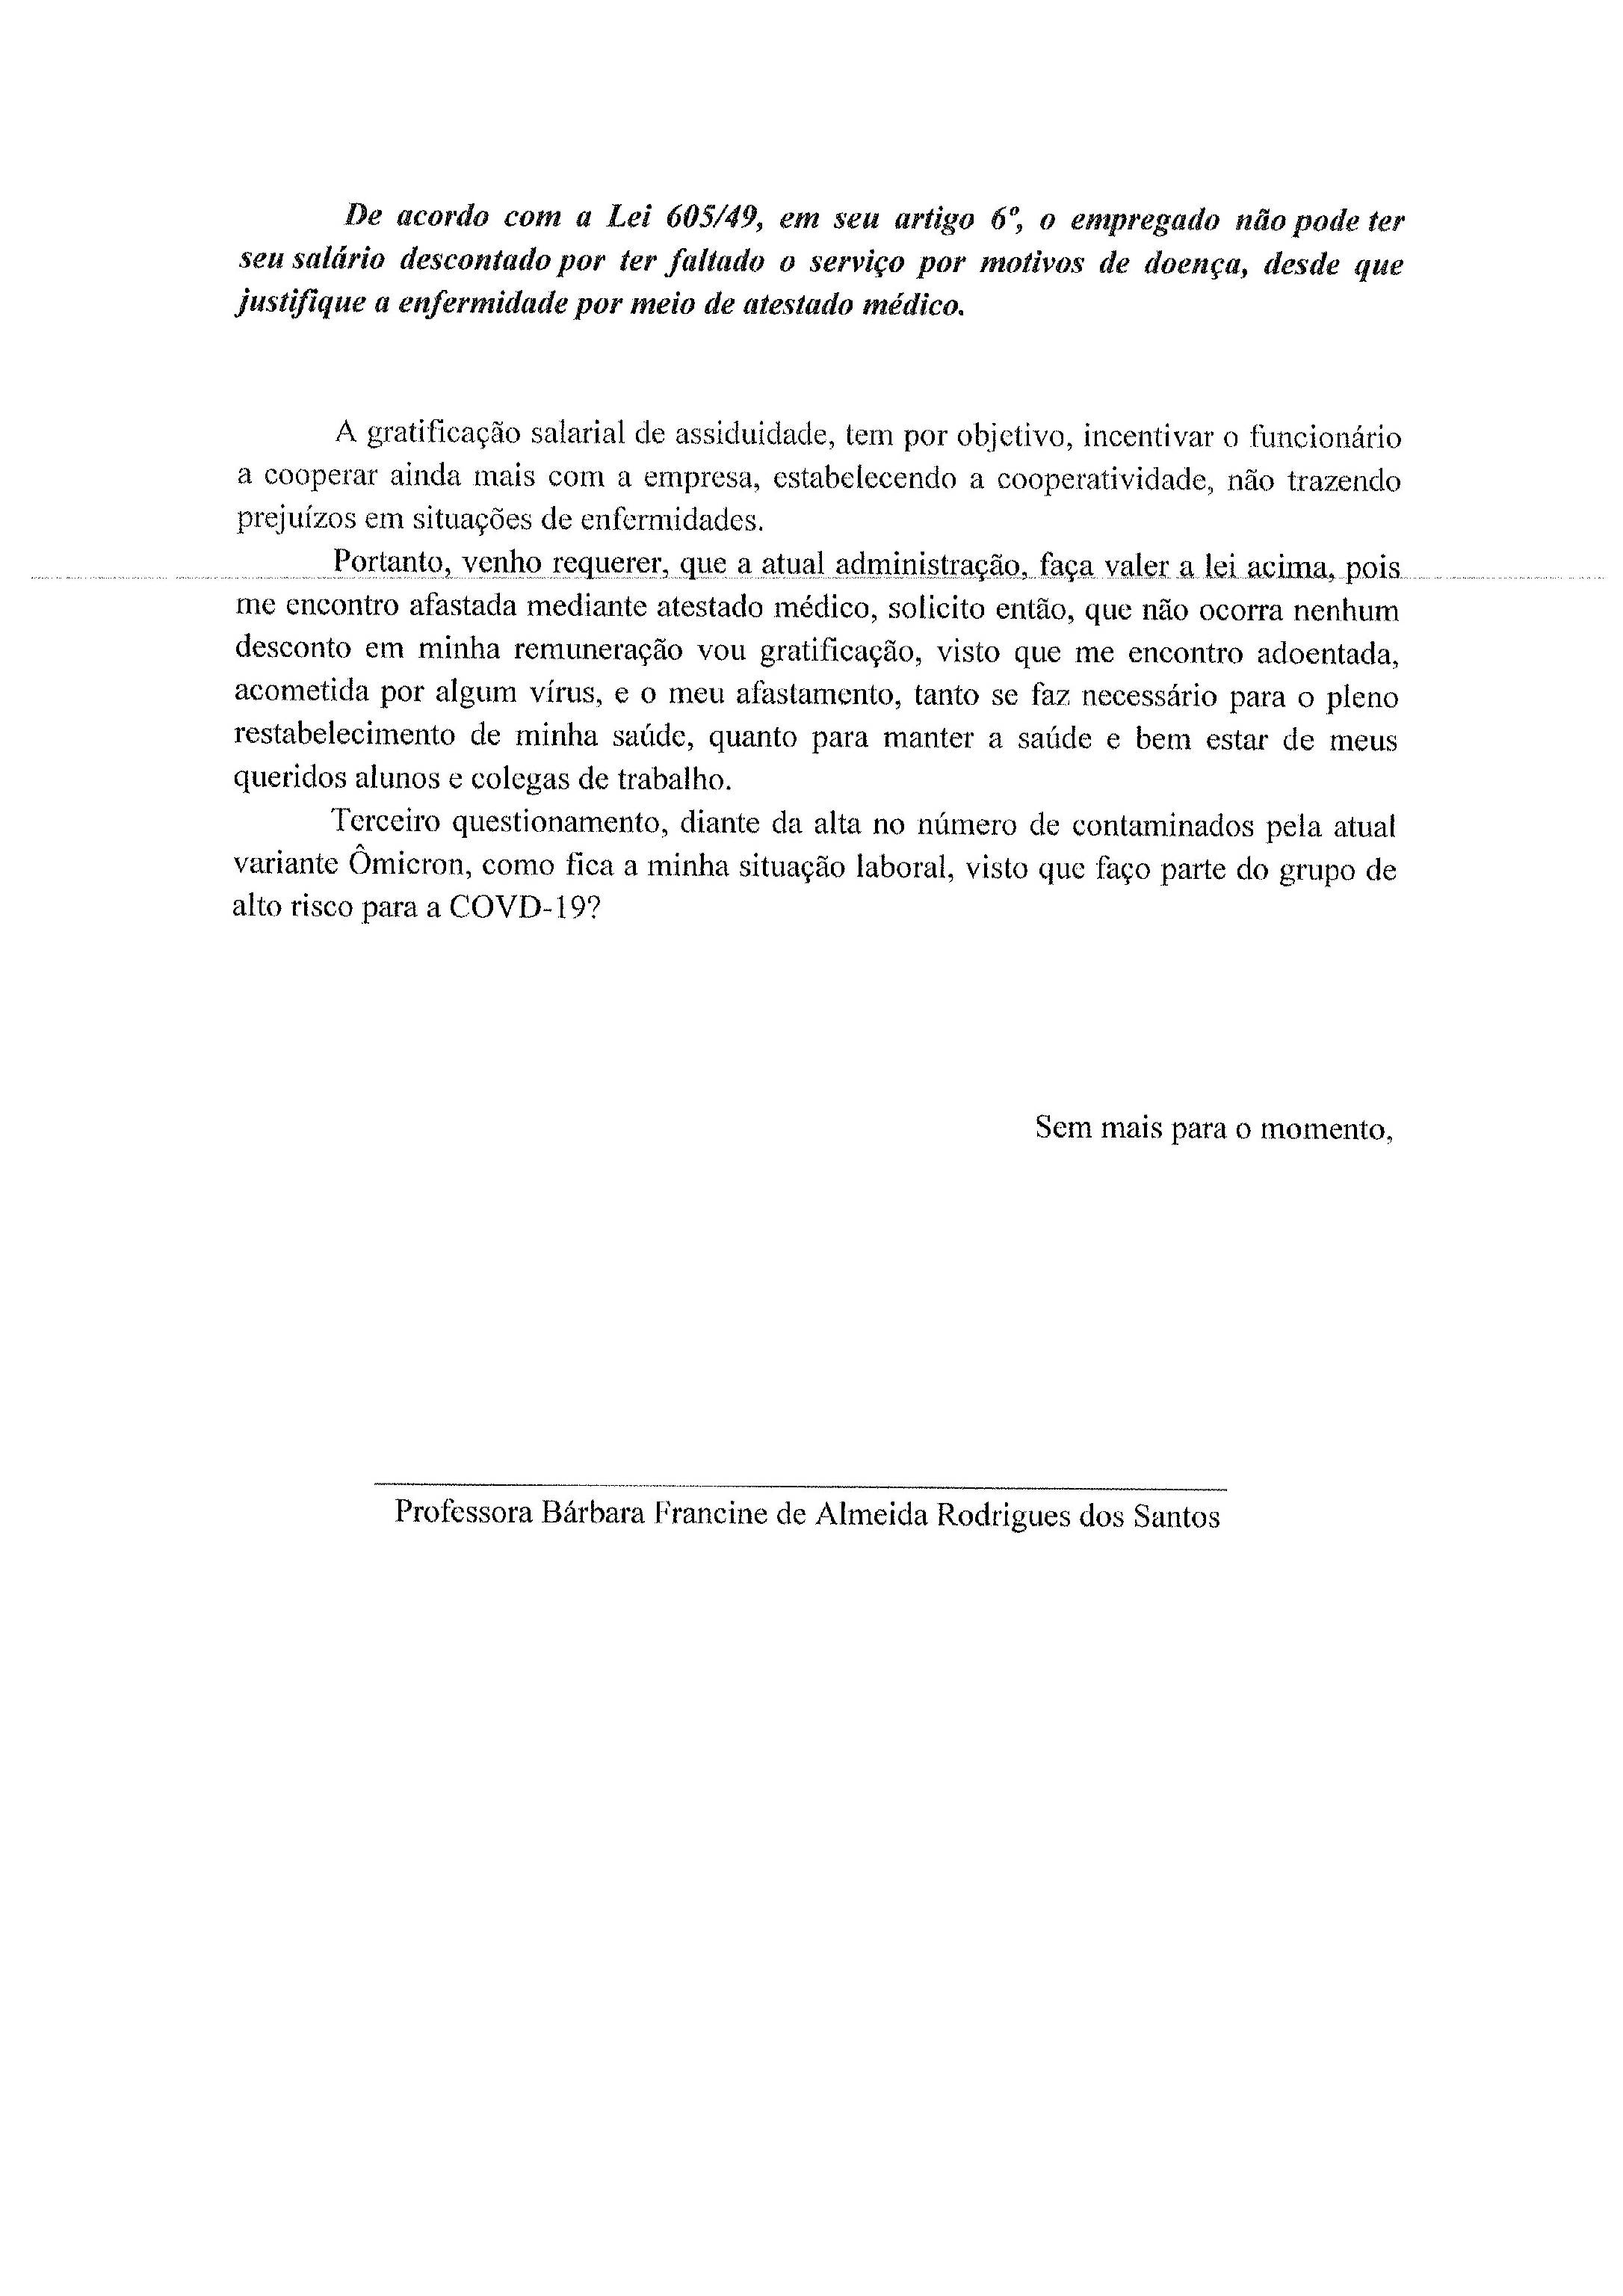 De acordo com a Lei 605/49, em seu artigo 6º, o empregado não pode ter
seu salário descontado por ter faltado o serviço por motivos de doença, desde que
justifique a enfermidade por meio de atestado médico.
A gratificação salarial de assiduidade, tem por objetivo, incentivar o funcionário
a cooperar ainda mais com a empresa, estabelecendo a cooperatividade, não trazendo
prejuízos em situações de enfermidades.
Portanto, venho requerer, que a atual administração, faça valer a lei acima, pois
me encontro afastada mediante atestado médico, solicito então, que não ocorra nenhum
desconto em minha remuneração vou gratificação, visto que me encontro adoentada,
acometida por algum vírus, e o meu afastamento, tanto se faz necessário para o pleno
restabelecimento de minha saúde, quanto para manter a saúde e bem estar de meus
queridos alunos e colegas de trabalho.
Terceiro questionamento, diante da alta no número de contaminados pela atual
variante Ômicron, como fica a minha situação laboral, visto que faço parte do grupo de
alto risco para a COVD-19?
Sem mais para o momento,
Professora Bárbara Francine de Almeida Rodrigues dos Santos